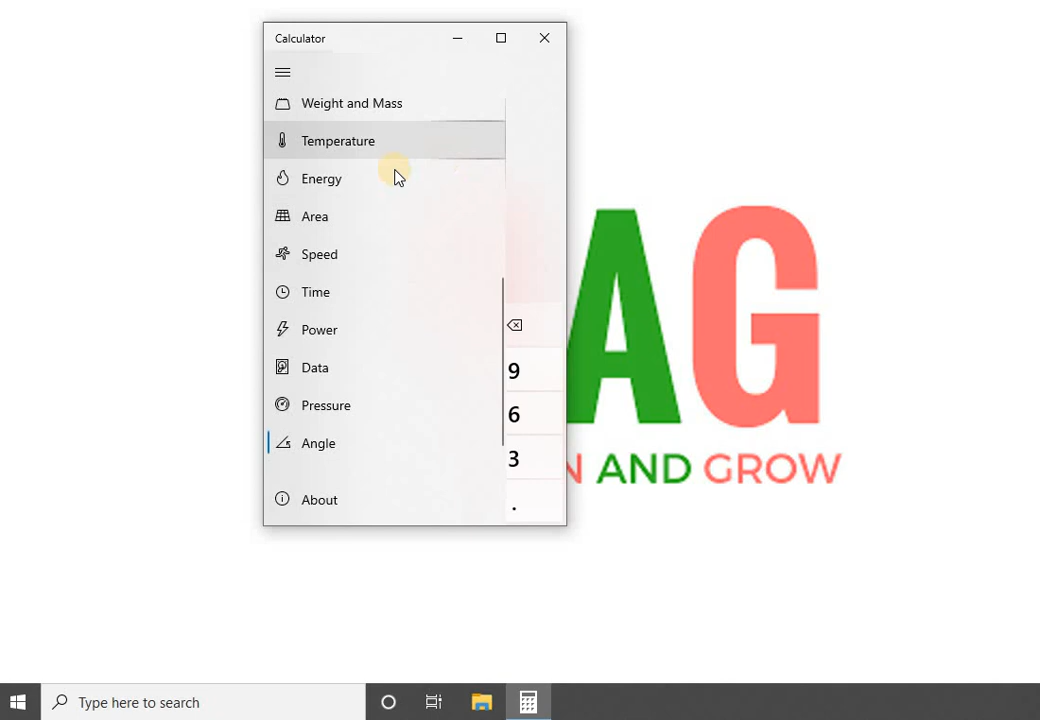 Calculator
Weight and Mass
Temperature
Energy
Area
Speed
Time
Power
Data
Pressure
Angle
About
9
6
3
.
AG
N AND GROW
Type here to search